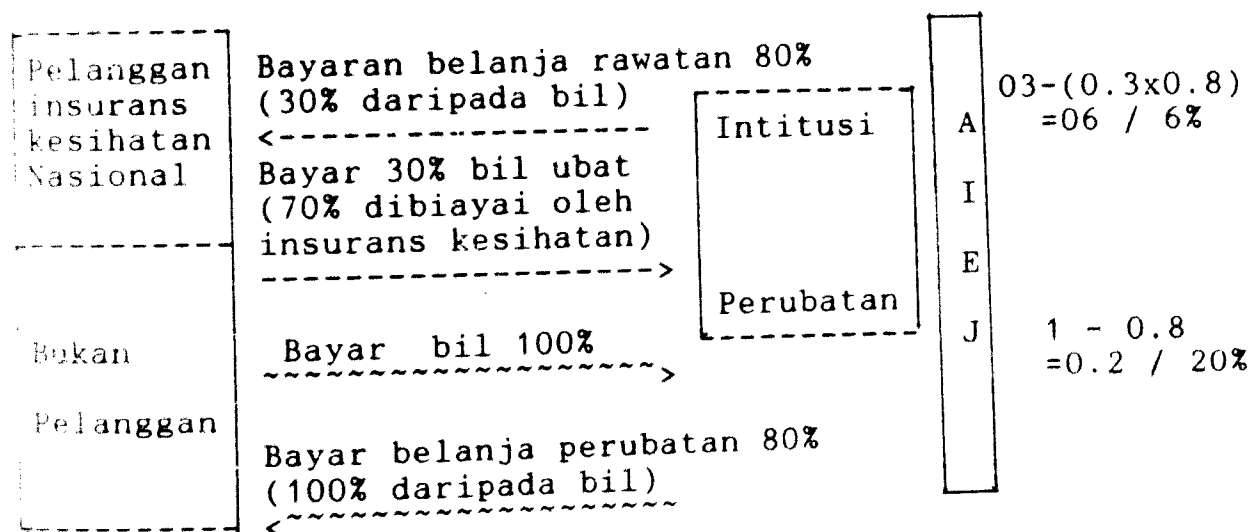 Pelanggan
insurans
kesihatan
Nasional
Bayaran belanja rawatan 80%
(30% daripada bil)
Bayar 30% bil ubat
(70% dibiayai oleh
insurans kesihatan)
Intitusi
Perubatan
A
I
E
J
03-(0.3x0.8)
=06 / 6%
Bukan
Pelanggan
Bayar bil 100%
Bayar belanja perubatan 80%
(100% daripada bil)
1 - 0.8
=0.2 / 20%